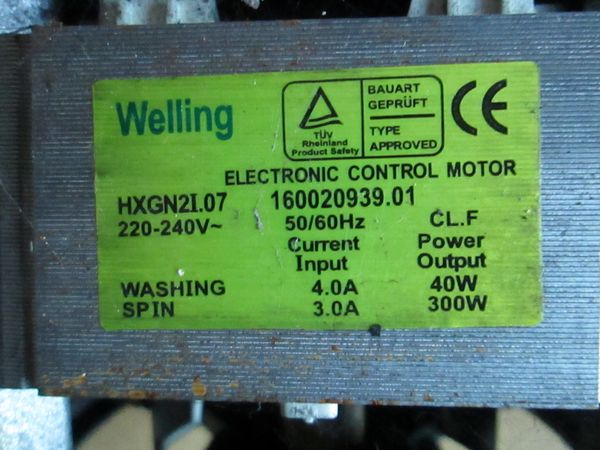 Welling
TÜV
Rheinland
Product Safety
BAUART
GEPRÜFT
TYPE
APPROVED
CE
ELECTRONIC CONTROL MOTOR
HXGN2I.07 160020939.01
220-240V~ 50/60Hz CL.F
Current Power
Input Output
WASHING 4.0A 40W
SPIN 3.0A 300W